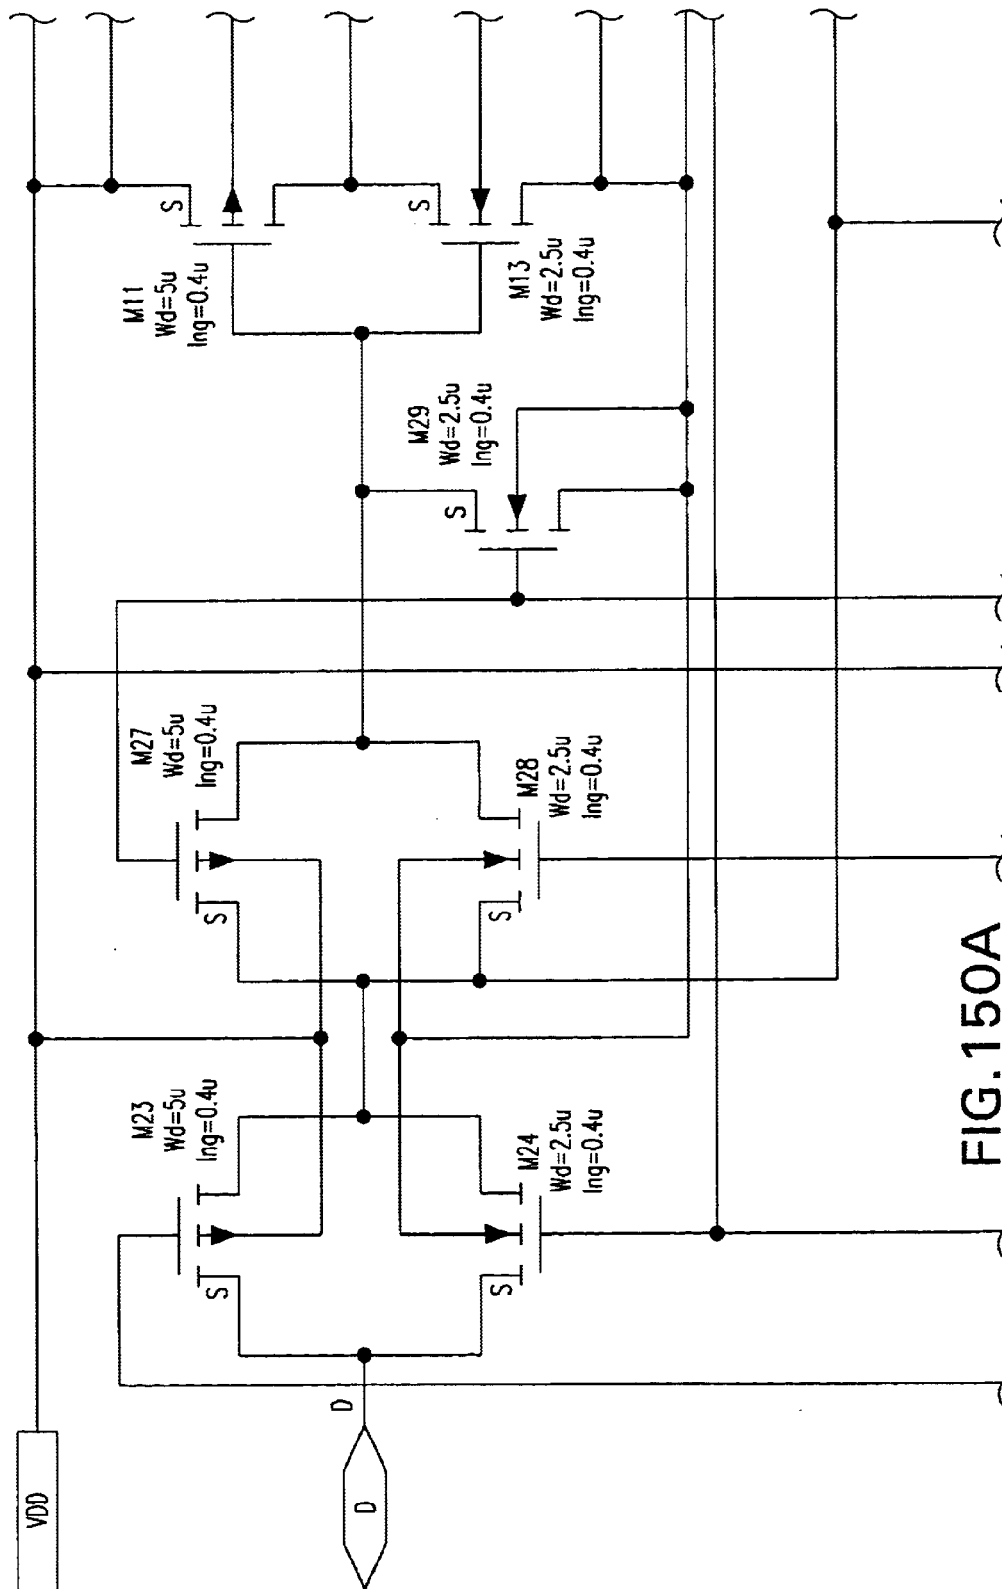 VDD
D
D
M23
Wd=5u
lng=0.4u
S
M24
Wd=2.5u
lng=0.4u
S
M27
Wd=5u
lng=0.4u
S
M28
Wd=2.5u
lng=0.4u
S
M29
Wd=2.5u
lng=0.4u
S
M11
Wd=5u
lng=0.4u
S
M13
Wd=2.5u
lng=0.4u
S
FIG.150A